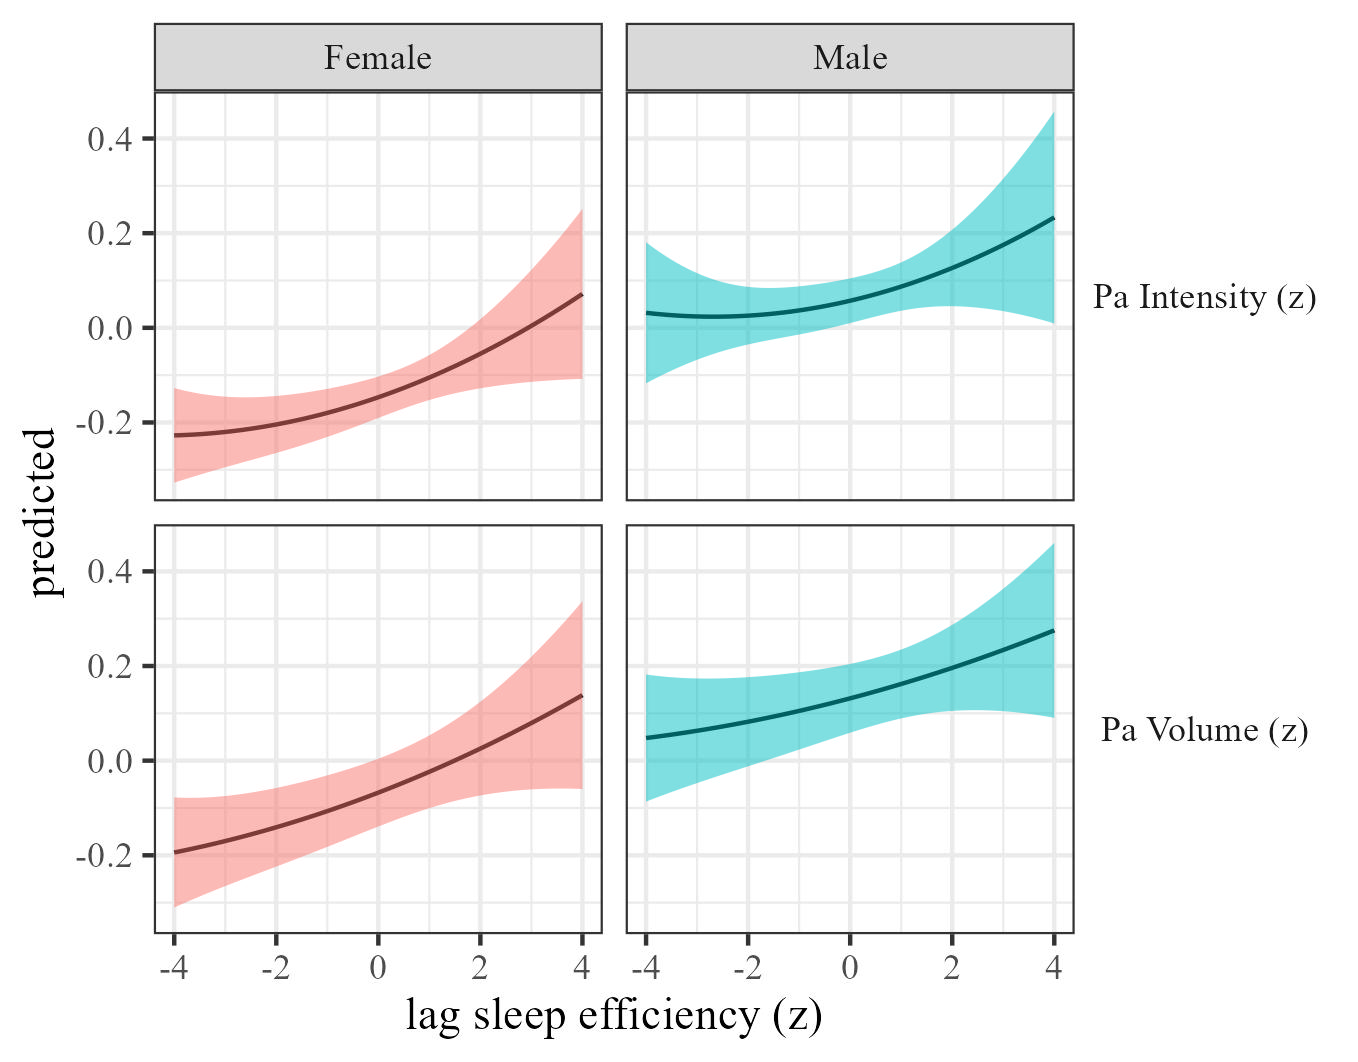 Female
Male
0.4
0.2
0.0
-0.2
Pa Intensity (z)
predicted
0.4
0.2
0.0
-0.2
Pa Volume (z)
-4 -2 0 2 4
-4 -2 0 2 4
lag sleep efficiency (z)